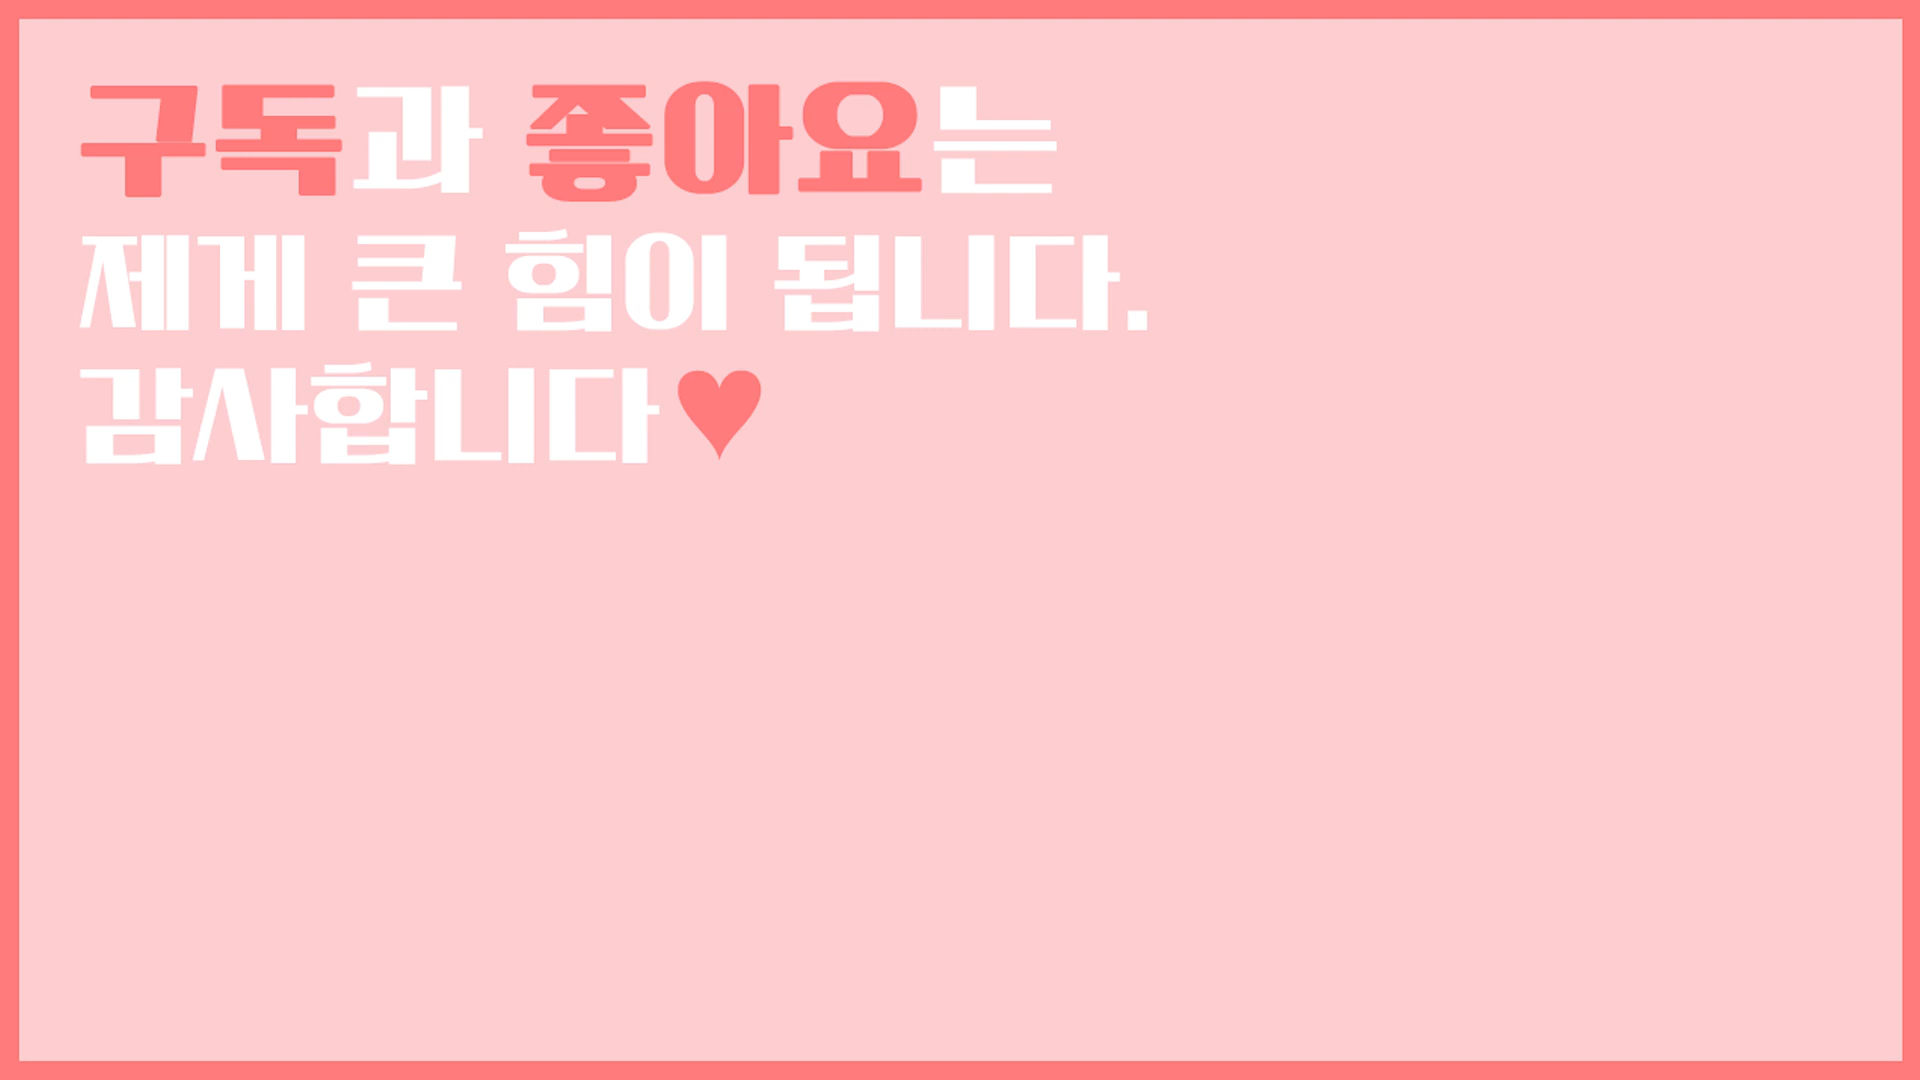 구독과 좋아요는
제게 큰 힘이 됩니다.
감사합니다♥